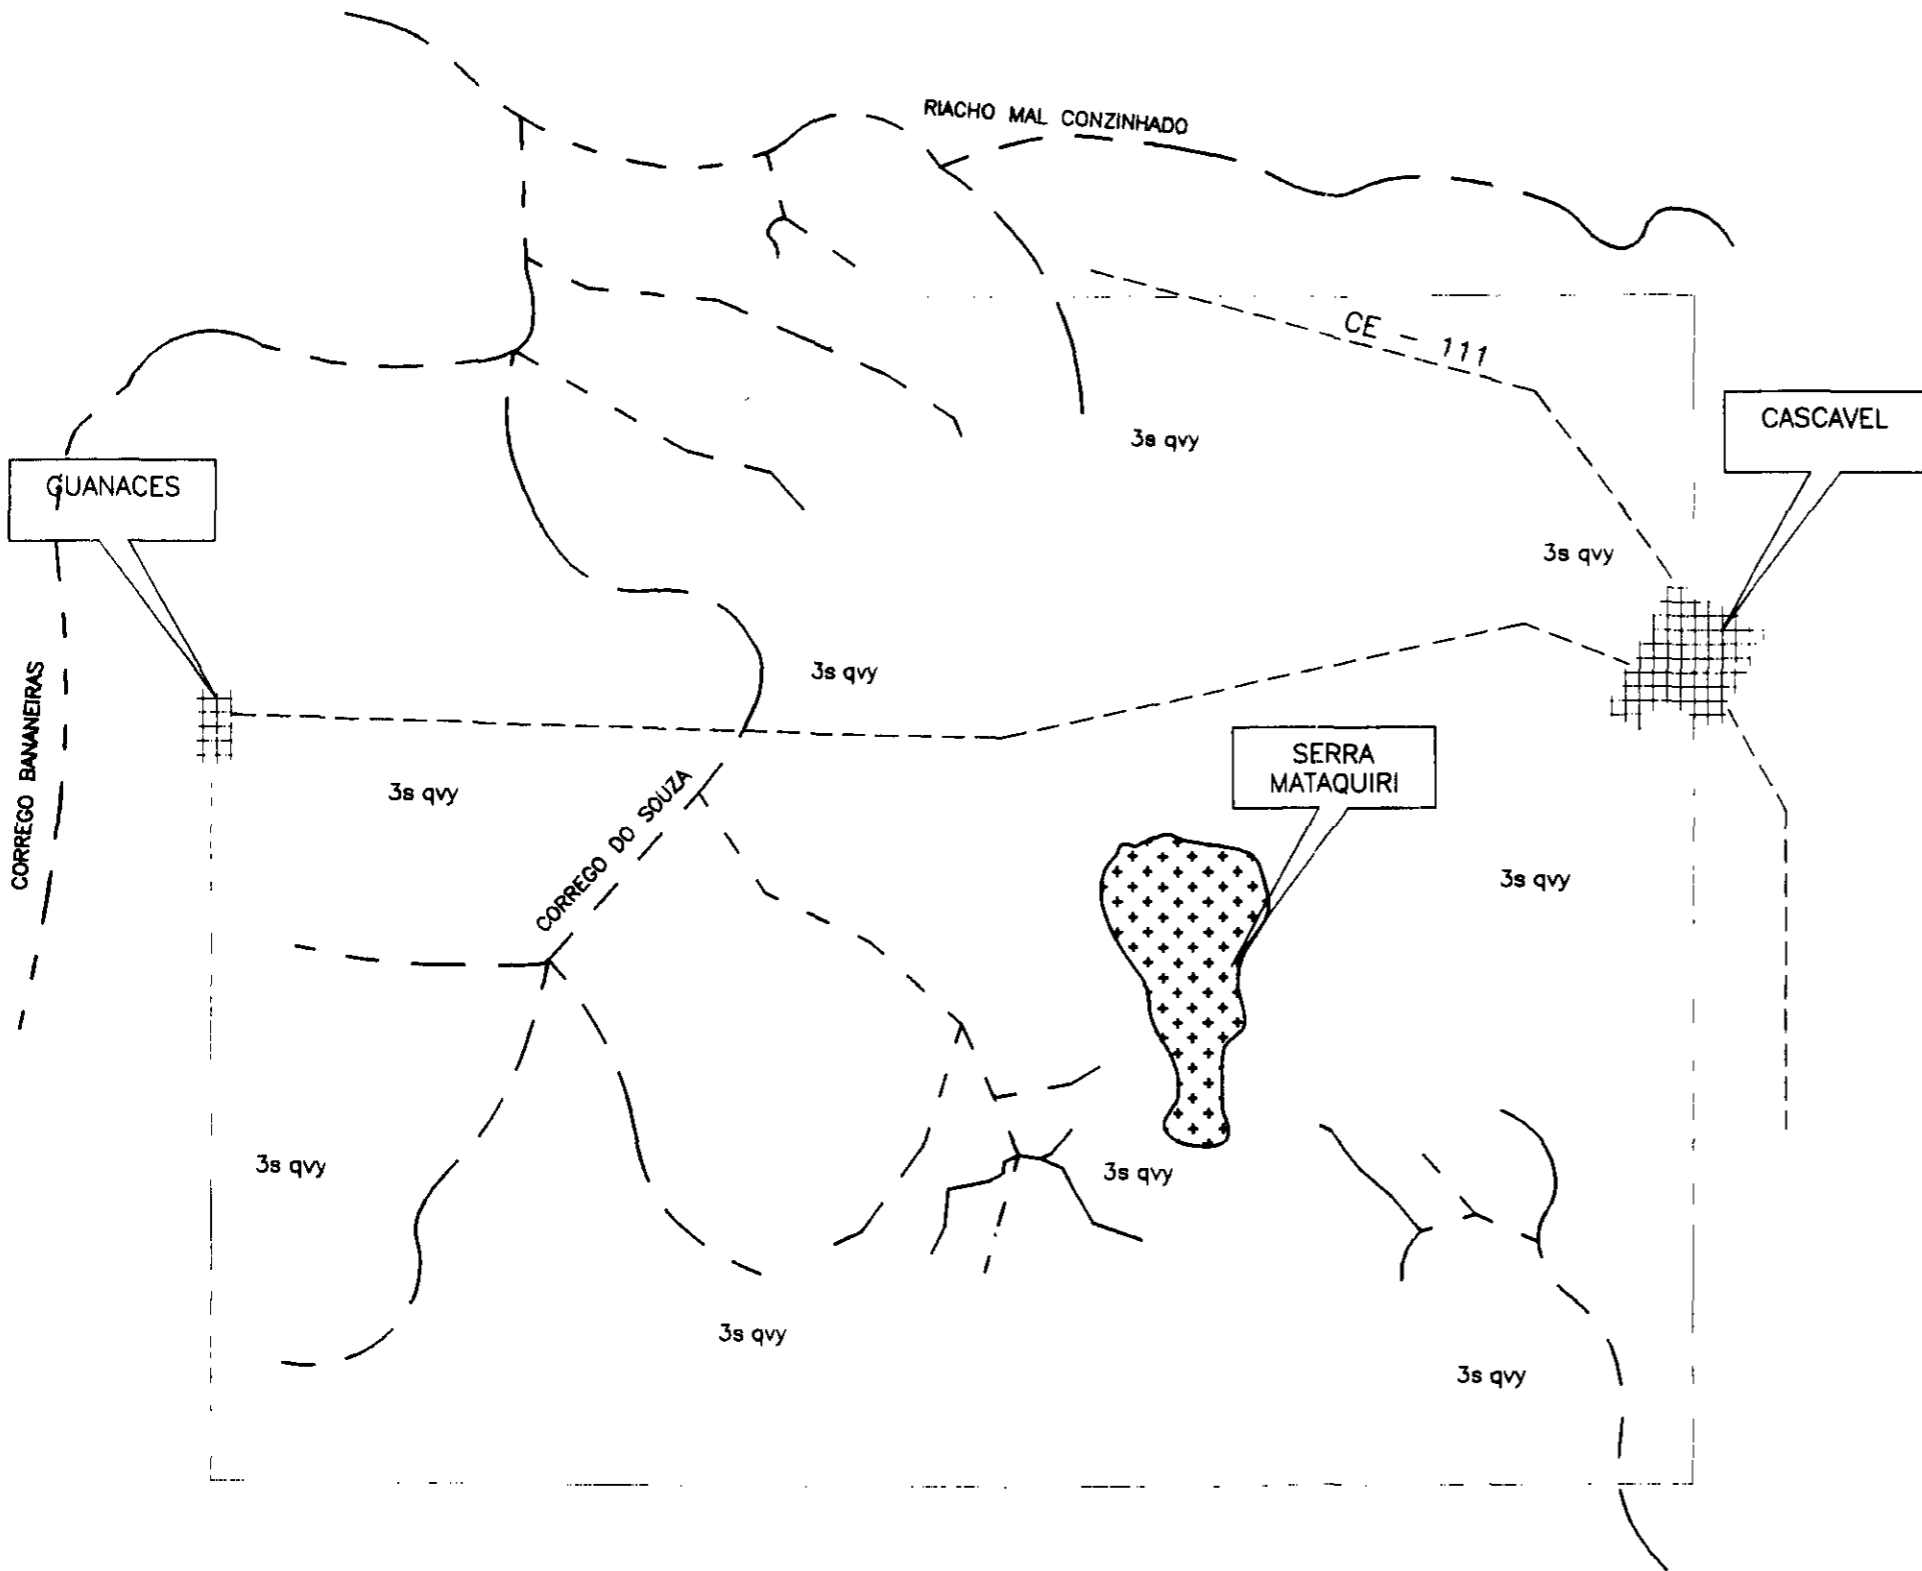 RIACHO MAL CONZINHADO
CE - 111
CASCAVEL
3s qvy
GUANACES
3s qvy
3s qvy
CORREGO BANANEIRAS
SERRA
MATAQUIRI
3s qvy
CORREGO DO SOUZA
3s qvy
3s qvy
3s qvy
3s qvy
3s qvy